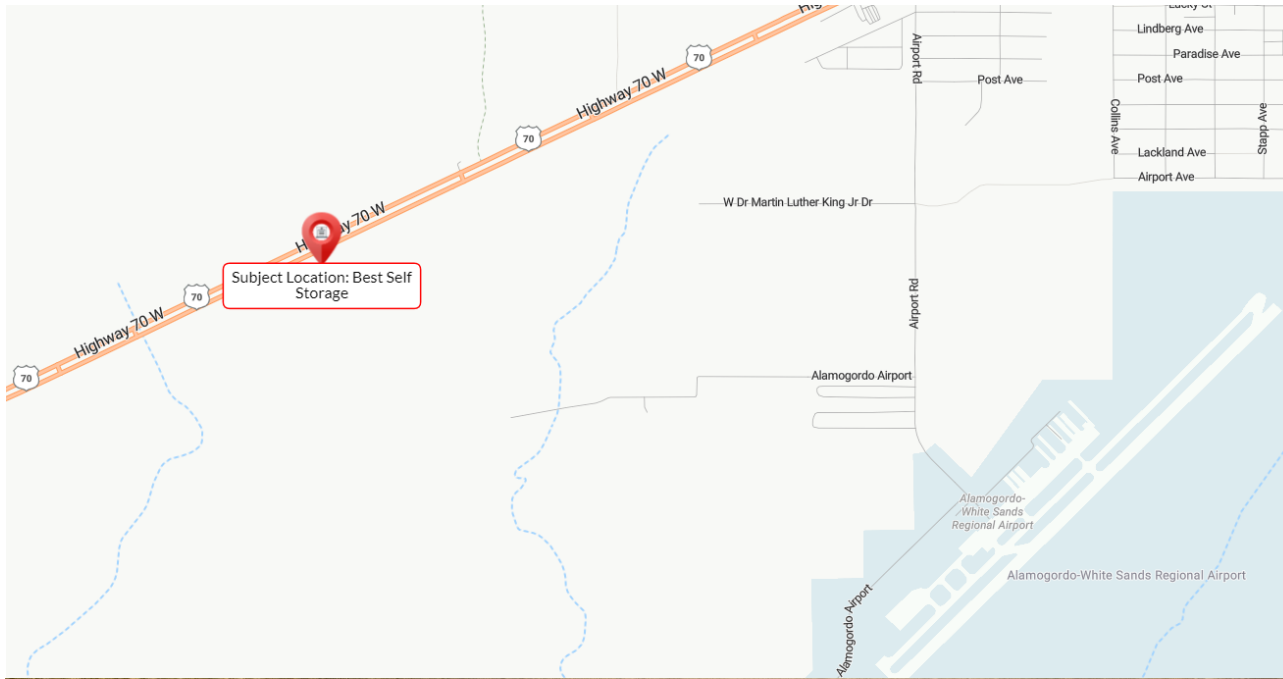 Lucky St
Lindberg Ave
Paradise Ave
Post Ave
Post Ave
Airport Rd
Collins Ave
Stapp Ave
Lackland Ave
Airport Ave
70
Highway 70 W
70
W Dr Martin Luther King Jr Dr
70
Highway 70 W
70
Subject Location: Best Self
Storage
Airport Rd
Alamogordo Airport
Alamogordo-
White Sands
Regional Airport
Alamogordo-White Sands Regional Airport
Alamogordo Airport